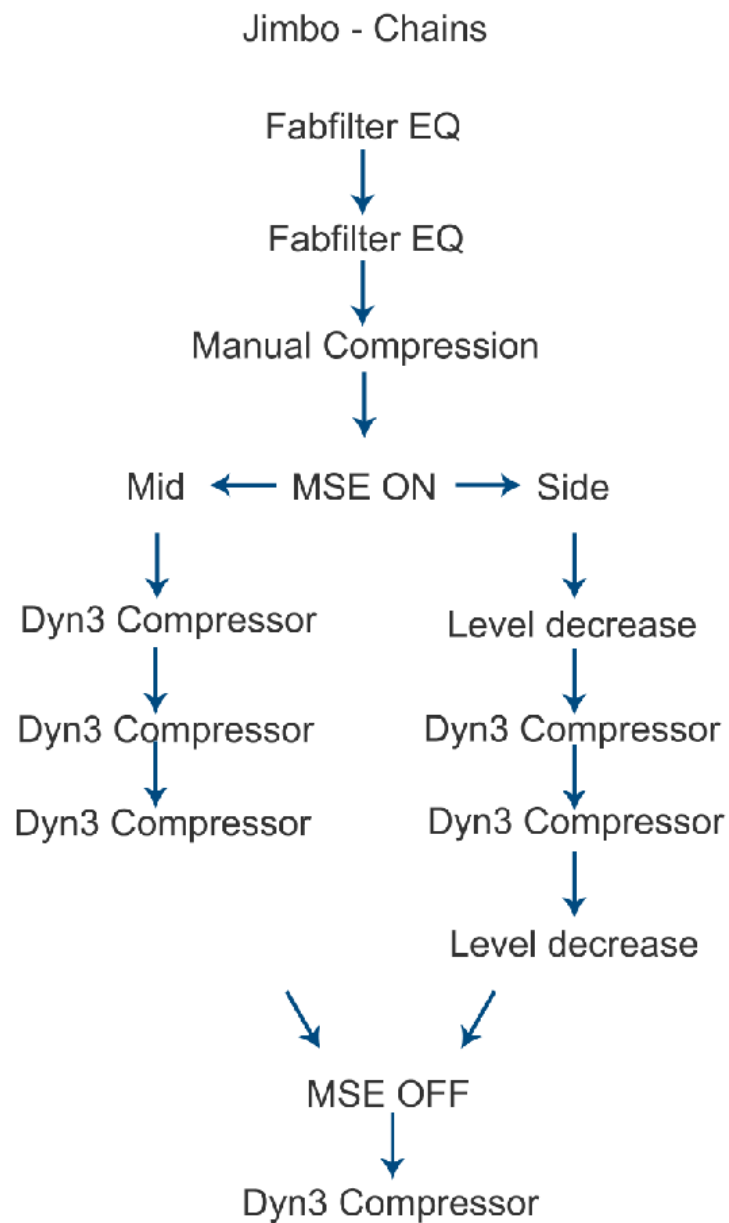 Jimbo - Chains
Fabfilter EQ
Fabfilter EQ
Manual Compression
Mid MSE ON Side
Dyn3 Compressor Level decrease
Dyn3 Compressor Dyn3 Compressor
Dyn3 Compressor Dyn3 Compressor
Level decrease
MSE OFF
Dyn3 Compressor